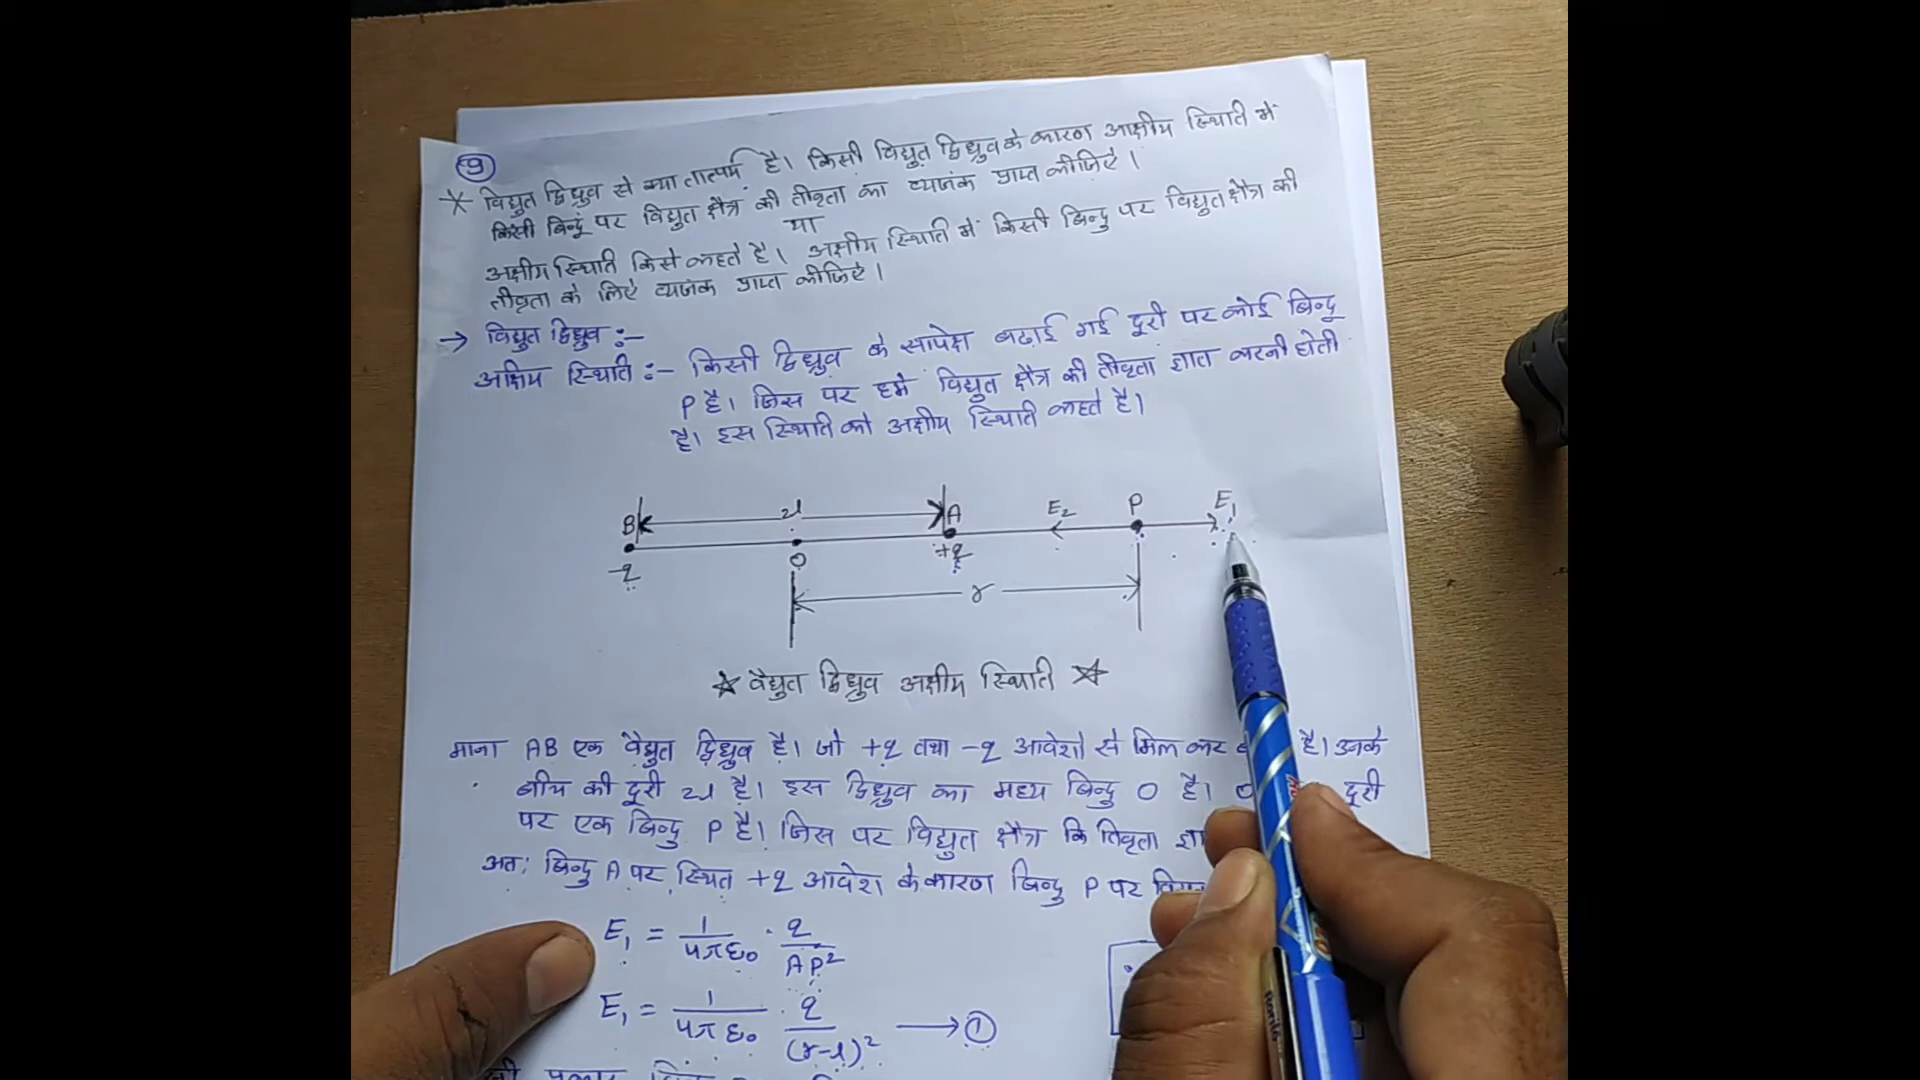 9
* विद्युत द्विध्रुव से क्या तात्पर्य है। किसी विद्युत द्विध्रुव के कारण अक्षीय स्थिति में
किसी बिन्दु पर विद्युत क्षैत्र की तीव्रता का व्यंजक प्राप्त कीजिए।
या
अक्षीय स्थिति किसे कहते है। अक्षीय स्थिति में किसी बिन्दु पर विद्युत क्षैत्र की
तीव्रता के लिए व्यंजक प्राप्त कीजिए।
→ विद्युत द्विध्रुव :-
अक्षिय स्थिति :- किसी द्विध्रुव के सापेक्ष बढ़ाई गई दूरी पर कोई बिन्दू
P है। जिस पर हमे विद्युत क्षैत्र की तीव्रता ज्ञात करनी होती
है। इस स्थिति को अक्षीय स्थिति कहते है।
B 2l A E₂ P E₁
-q O +q
r
☆ वैद्युत द्विध्रुव अक्षीय स्थिति ☆
माना AB एक वैद्युत द्विध्रुव है। जो +q तथा -q आवेशो से मिल कर है। उनके
बीच की दूरी 2l है। इस द्विध्रुव का मध्य बिन्दु O है। दूरी
पर एक बिन्दु P है। जिस पर विद्युत क्षैत्र कि तिव्रता
अत: बिन्दु A पर स्थित +q आवेश के कारण बिन्दु P पर
E₁ = 1/4πε₀ · q/AP²
E₁ = 1/4πε₀ · q/(r-l)² → ①